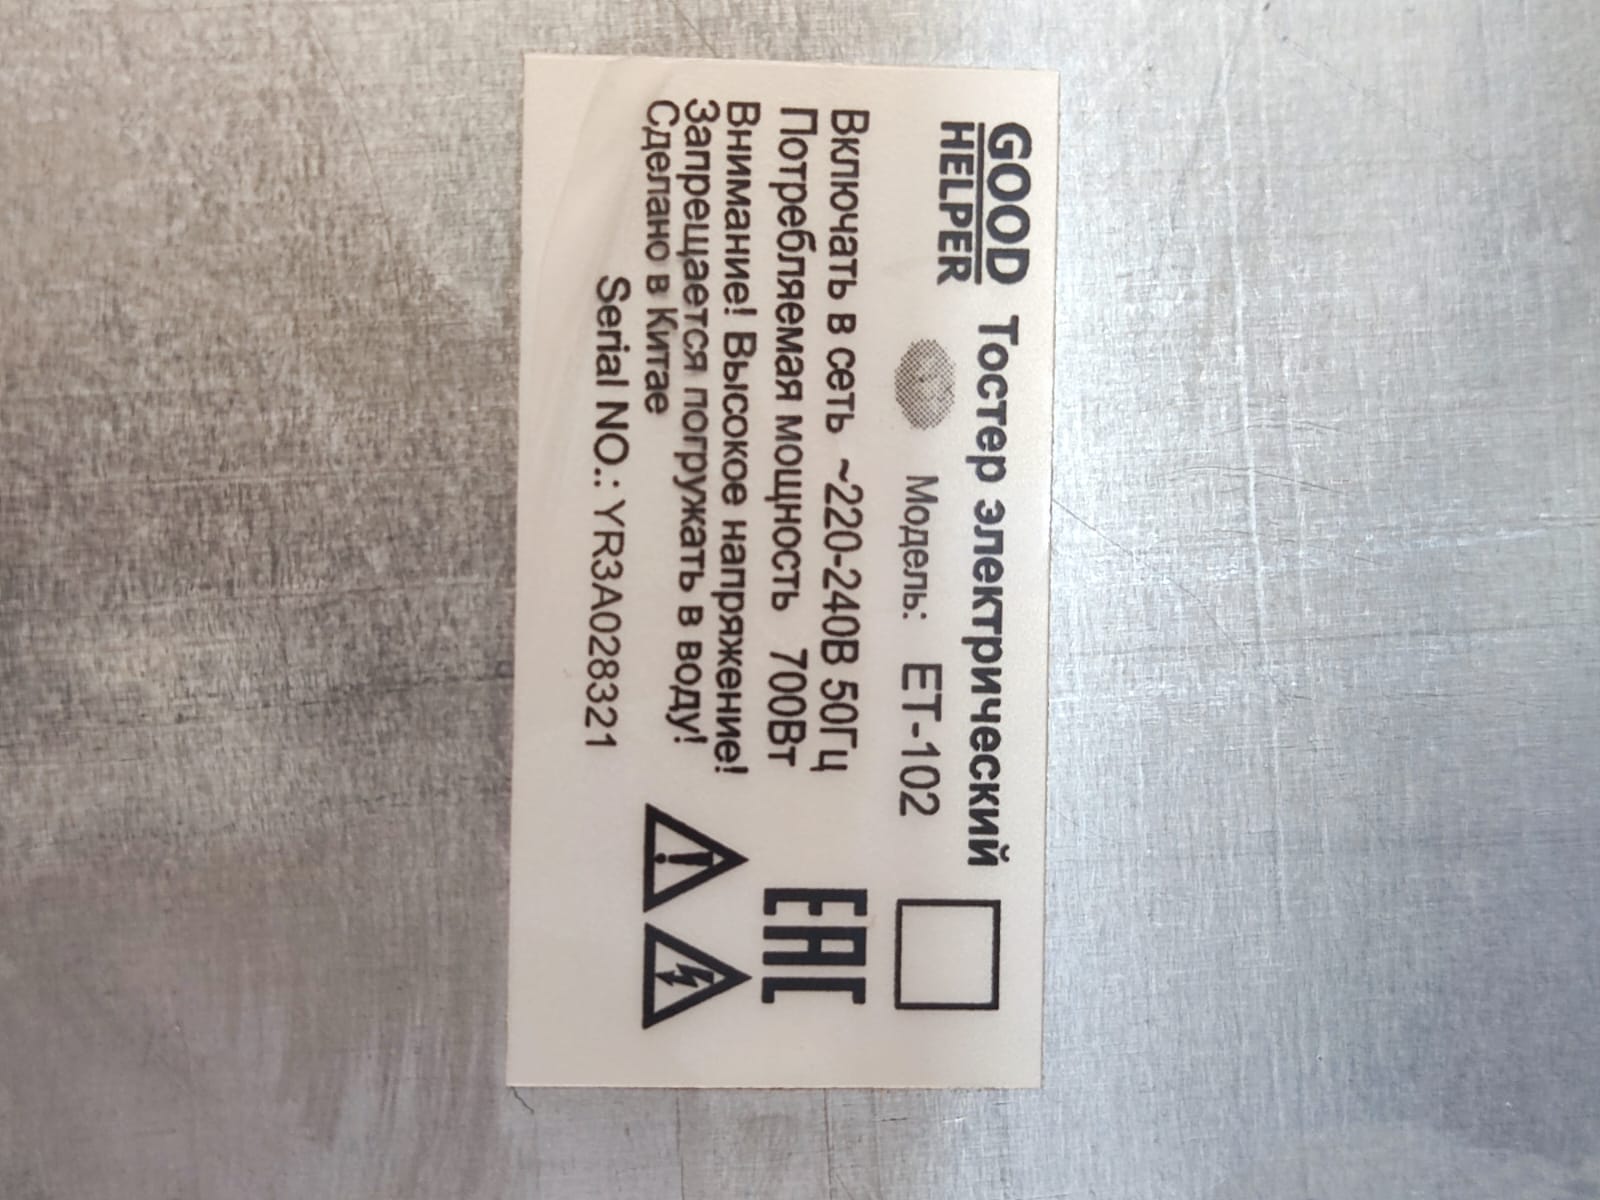 GOOD
HELPER
Тостер электрический
Модель: ET-102
Включать в сеть ~220-240В 50Гц
Потребляемая мощность 700Вт
Внимание! Высокое напряжение!
Запрещается погружать в воду!
Сделано в Китае
Serial NO.: YR3A028321
EAC